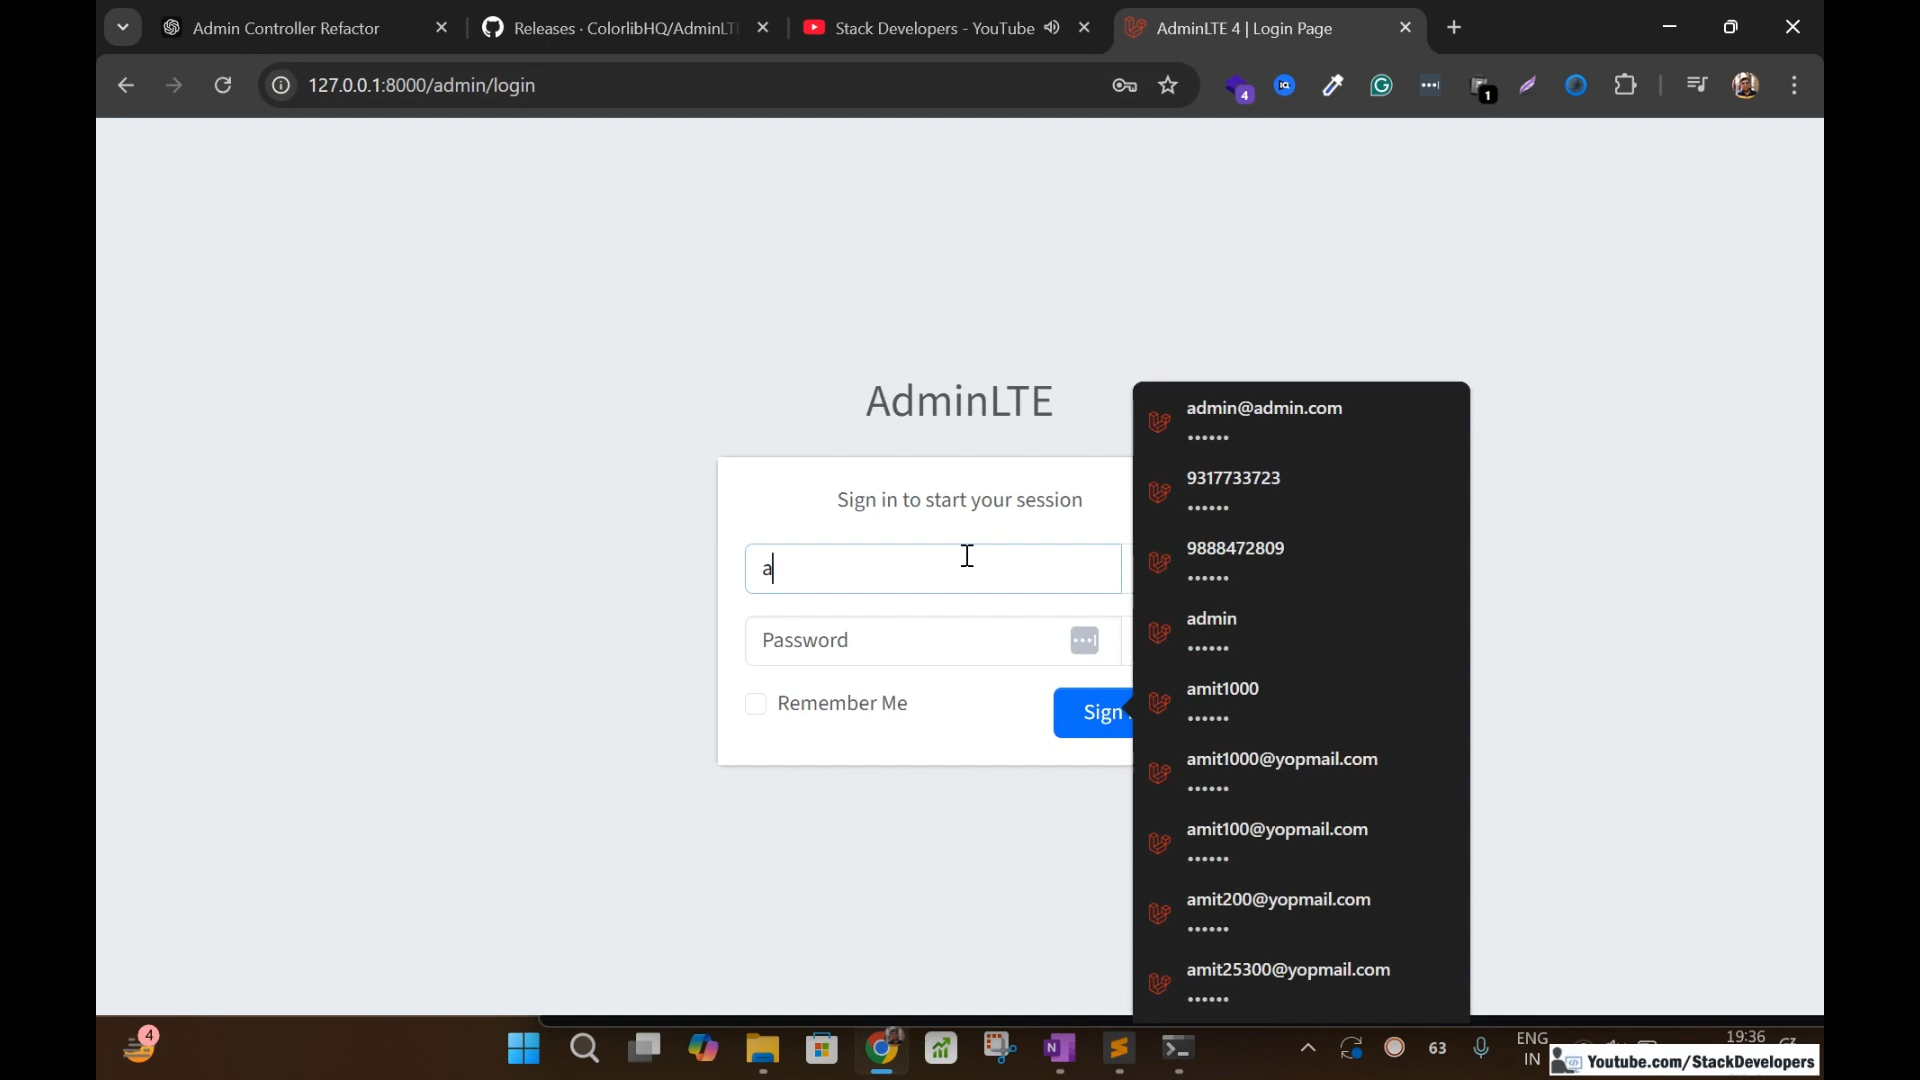 Admin Controller Refactor
Releases · ColorlibHQ/AdminLT
Stack Developers - YouTube
AdminLTE 4 | Login Page
127.0.0.1:8000/admin/login
4
1
AdminLTE
Sign in to start your session
a
Password
Remember Me
Sign
admin@admin.com
••••••
9317733723
••••••
9888472809
••••••
admin
••••••
amit1000
••••••
amit1000@yopmail.com
••••••
amit100@yopmail.com
••••••
amit200@yopmail.com
••••••
amit25300@yopmail.com
••••••
4
63
ENG
IN
19:36
Youtube.com/StackDevelopers